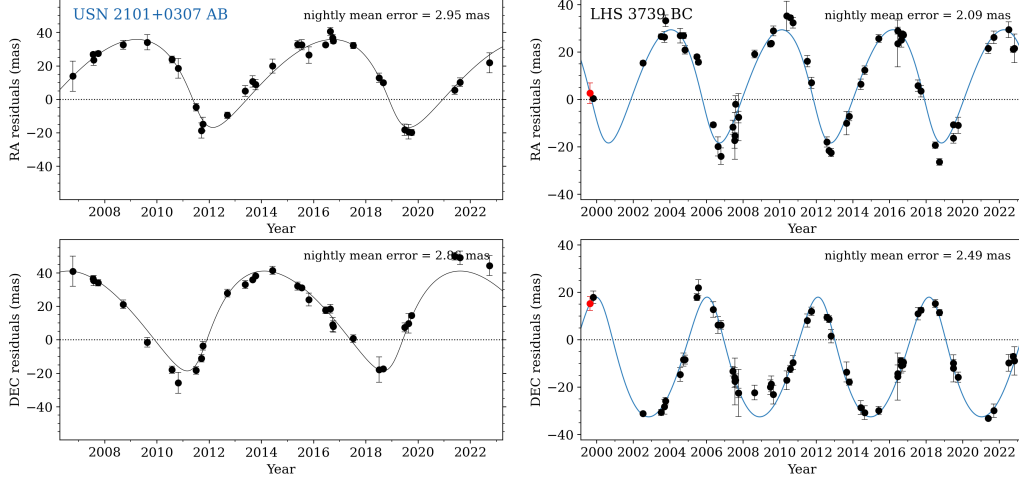 USN 2101+0307 AB
nightly mean error = 2.95 mas
RA residuals (mas)
40
20
0
−20
−40
2008 2010 2012 2014 2016 2018 2020 2022
Year
LHS 3739 BC
nightly mean error = 2.09 mas
RA residuals (mas)
40
20
0
−20
−40
2000 2002 2004 2006 2008 2010 2012 2014 2016 2018 2020 2022
Year
nightly mean error = mas
DEC residuals (mas)
40
20
0
−20
−40
2008 2010 2012 2014 2016 2018 2020 2022
Year
nightly mean error = 2.49 mas
DEC residuals (mas)
40
20
0
−20
−40
2000 2002 2004 2006 2008 2010 2012 2014 2016 2018 2020 2022
Year